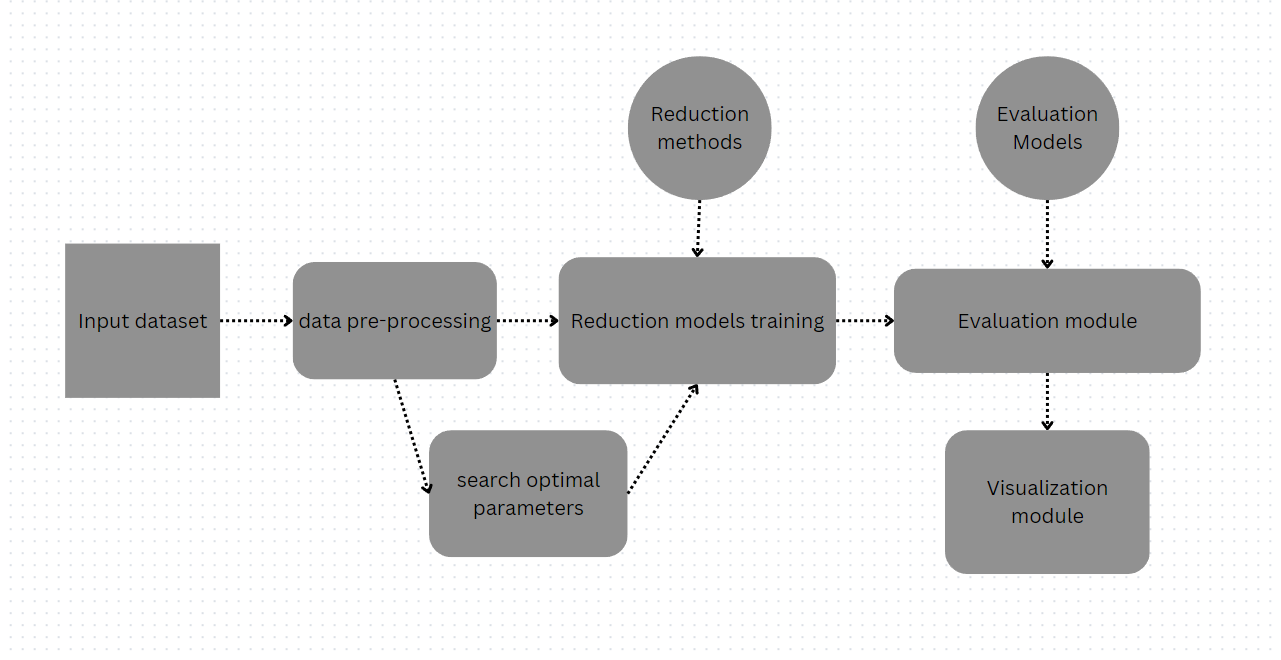 Reduction
methods
Evaluation
Models
Input dataset
data pre-processing
Reduction models training
Evaluation module
search optimal
parameters
Visualization
module